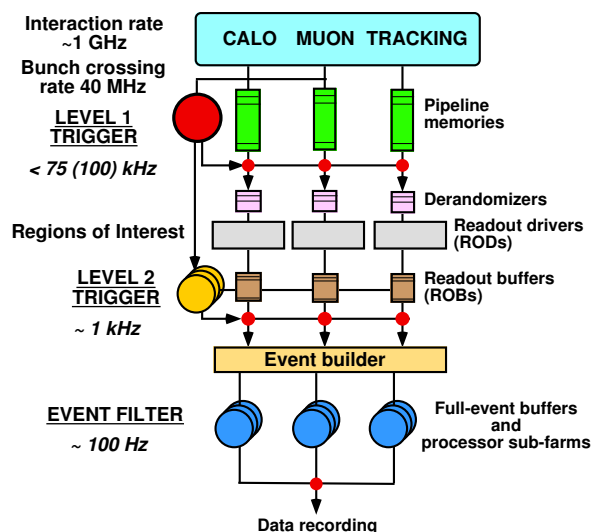 Interaction rate
~1 GHz
CALO MUON TRACKING
Bunch crossing
rate 40 MHz
LEVEL 1
TRIGGER
< 75 (100) kHz
Pipeline
memories
Derandomizers
Regions of Interest
Readout drivers
(RODs)
LEVEL 2
TRIGGER
~ 1 kHz
Readout buffers
(ROBs)
Event builder
EVENT FILTER
~ 100 Hz
Full-event buffers
and
processor sub-farms
Data recording